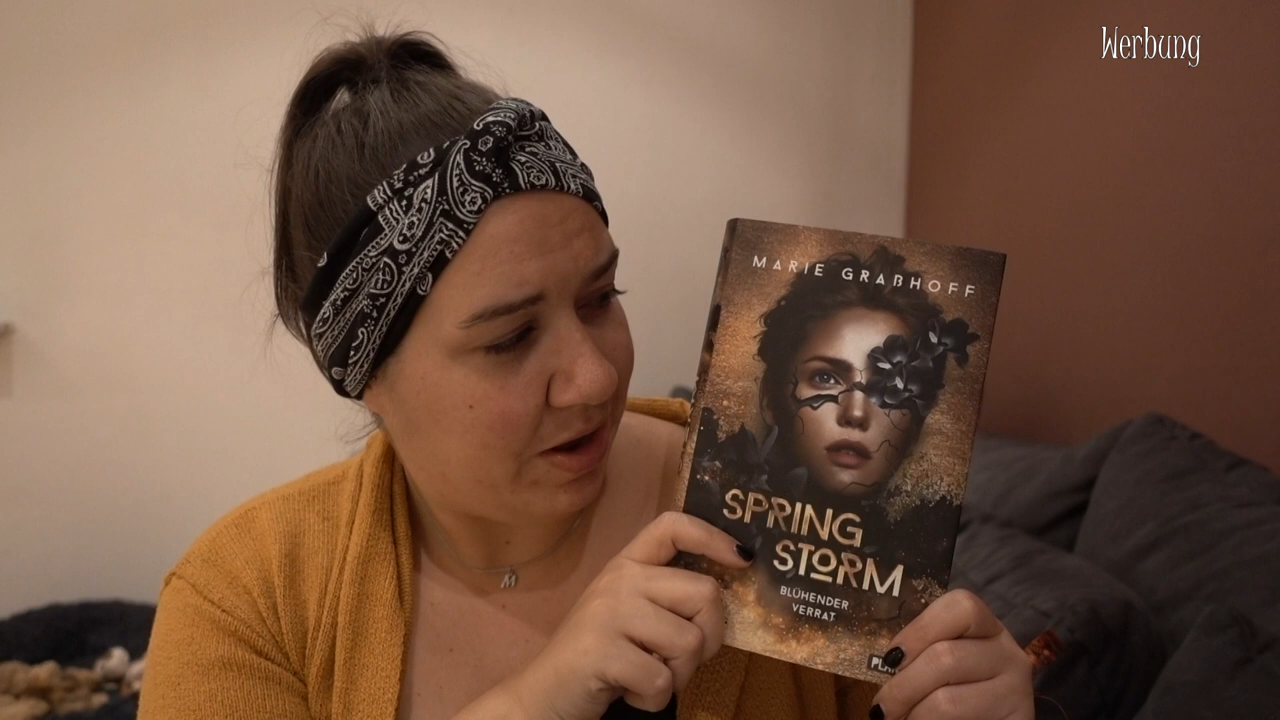 Werbung
MARIE GRAßHOFF
SPRING
STORM
BLÜHENDER
VERRAT
M